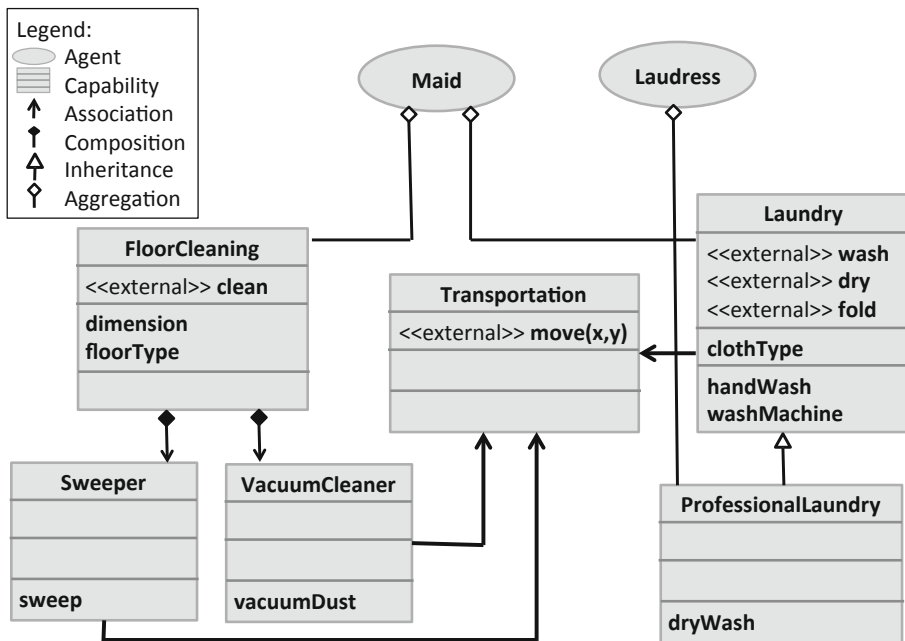 Legend:
Agent
Capability
Association
Composition
Inheritance
Aggregation
Maid
Laudress
FloorCleaning
<<external>> clean
dimension
floorType
Transportation
<<external>> move(x,y)
Laundry
<<external>> wash
<<external>> dry
<<external>> fold
clothType
handWash
washMachine
Sweeper
sweep
VacuumCleaner
vacuumDust
ProfessionalLaundry
dryWash